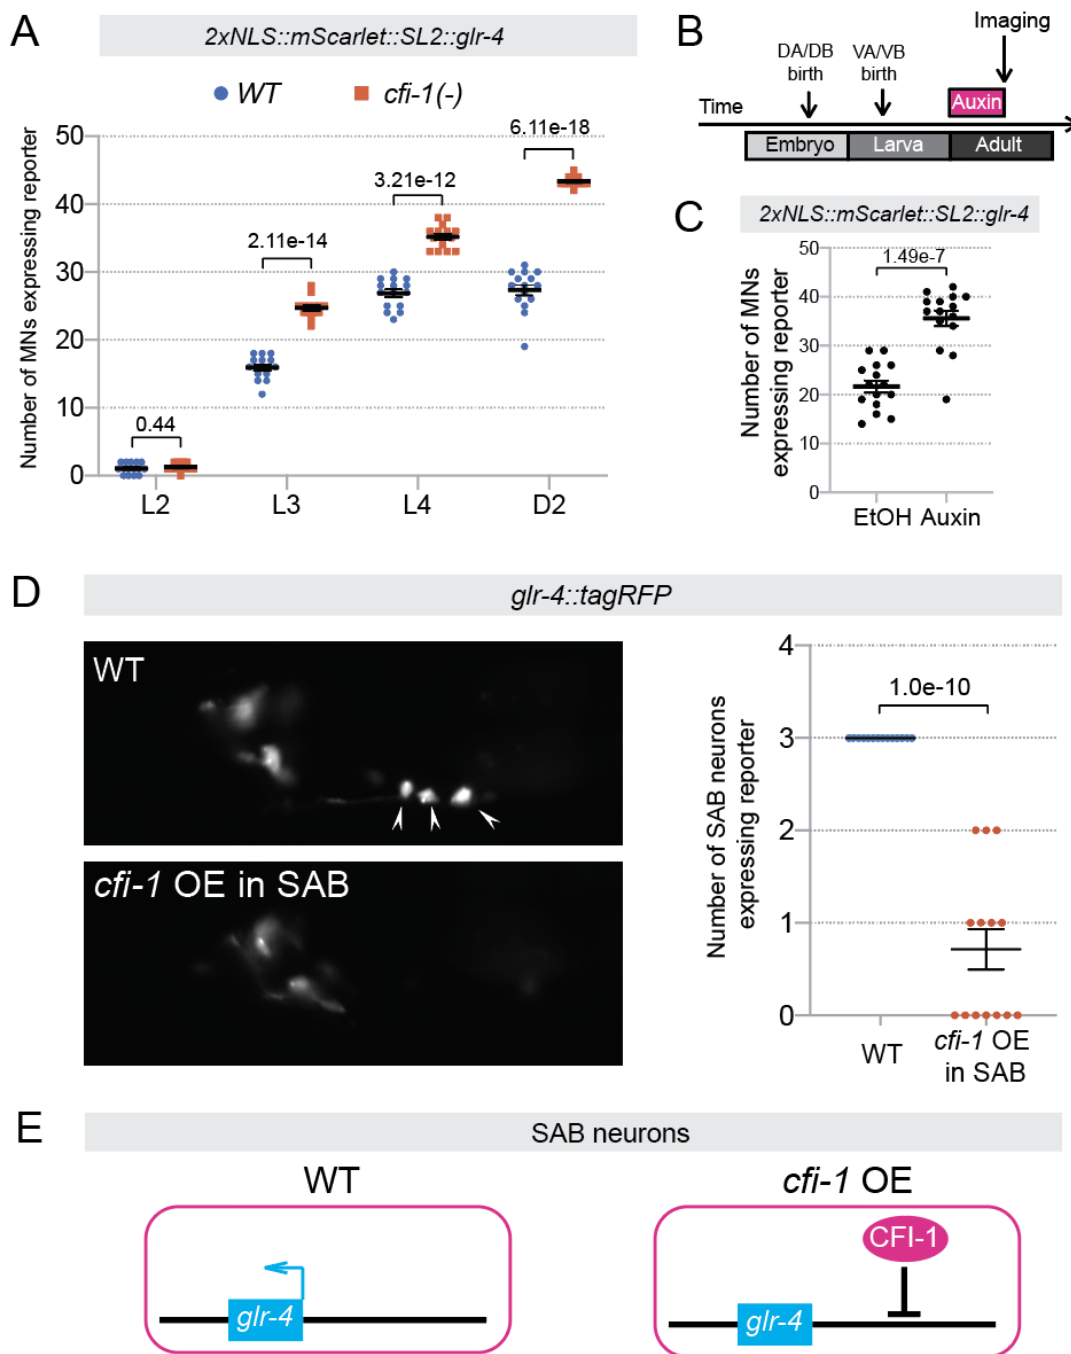 A
2xNLS::mScarlet::SL2::glr-4
WT
cfi-1(-)
Number of MNs expressing reporter
50
40
30
20
10
0
0.44
2.11e-14
3.21e-12
6.11e-18
L2
L3
L4
D2
B
Imaging
DA/DB
birth
VA/VB
birth
Time
Auxin
Embryo
Larva
Adult
C
2xNLS::mScarlet::SL2::glr-4
Number of MNs
expressing reporter
50
40
30
20
10
0
1.49e-7
EtOH
Auxin
D
glr-4::tagRFP
WT
cfi-1 OE in SAB
Number of SAB neurons
expressing reporter
4
3
2
1
0
1.0e-10
WT
cfi-1 OE
in SAB
E
SAB neurons
WT
cfi-1 OE
glr-4
CFI-1
glr-4